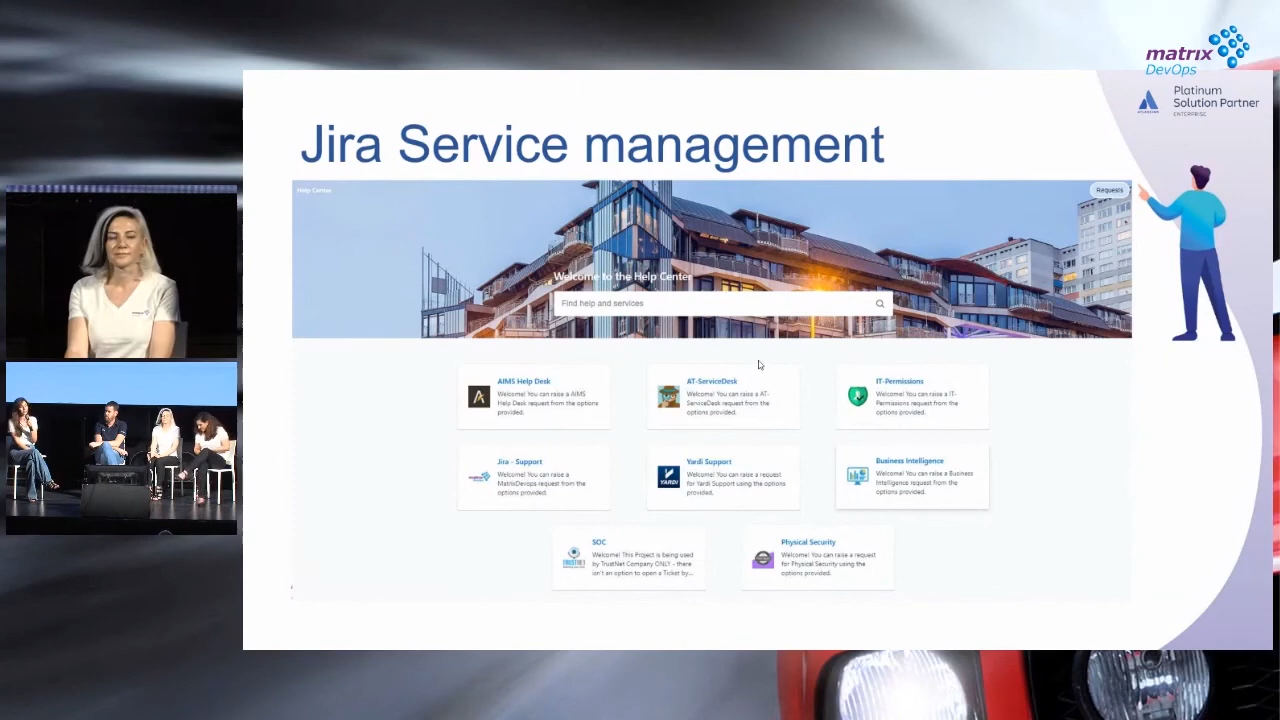 matrix
DevOps
Platinum
Solution Partner
ENTERPRISE
ATLASSIAN
Jira Service management
Help Center
Requests
Welcome to the Help Center
Find help and services
AIMS Help Desk
Welcome! You can raise a AIMS
Help Desk request from the options
provided.
AT-ServiceDesk
Welcome! You can raise a AT-
ServiceDesk request from the
options provided.
IT-Permissions
Welcome! You can raise a IT-
Permissions request from the
options provided.
Jira - Support
Welcome! You can raise a
MatrixDevops request from the
options provided.
Yardi Support
Welcome! You can raise a request
for Yardi Support using the options
provided.
YARDI
Business Intelligence
Welcome! You can raise a Business
Intelligence request from the
options provided.
SOC
Welcome! This Project is being used
by TrustNet Company ONLY - there
isn't an option to open a Ticket by...
TRUSTNET
Physical Security
Welcome! You can raise a request
for Physical Security using the
options provided.